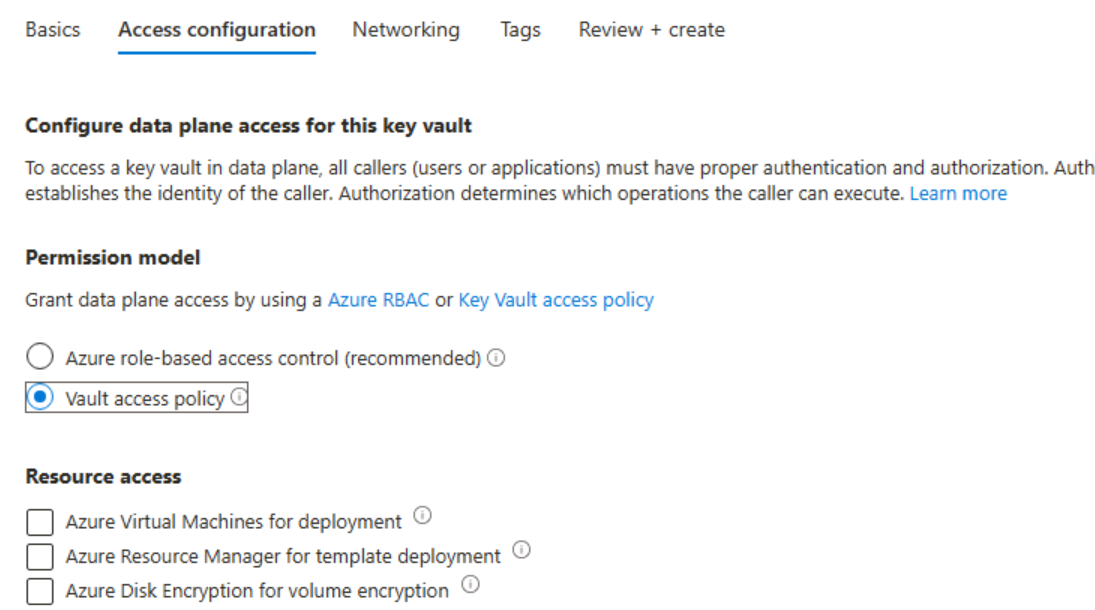 Basics Access configuration Networking Tags Review + create
Configure data plane access for this key vault
To access a key vault in data plane, all callers (users or applications) must have proper authentication and authorization. Auth
establishes the identity of the caller. Authorization determines which operations the caller can execute. Learn more
Permission model
Grant data plane access by using a Azure RBAC or Key Vault access policy
Azure role-based access control (recommended)
Vault access policy
Resource access
Azure Virtual Machines for deployment
Azure Resource Manager for template deployment
Azure Disk Encryption for volume encryption